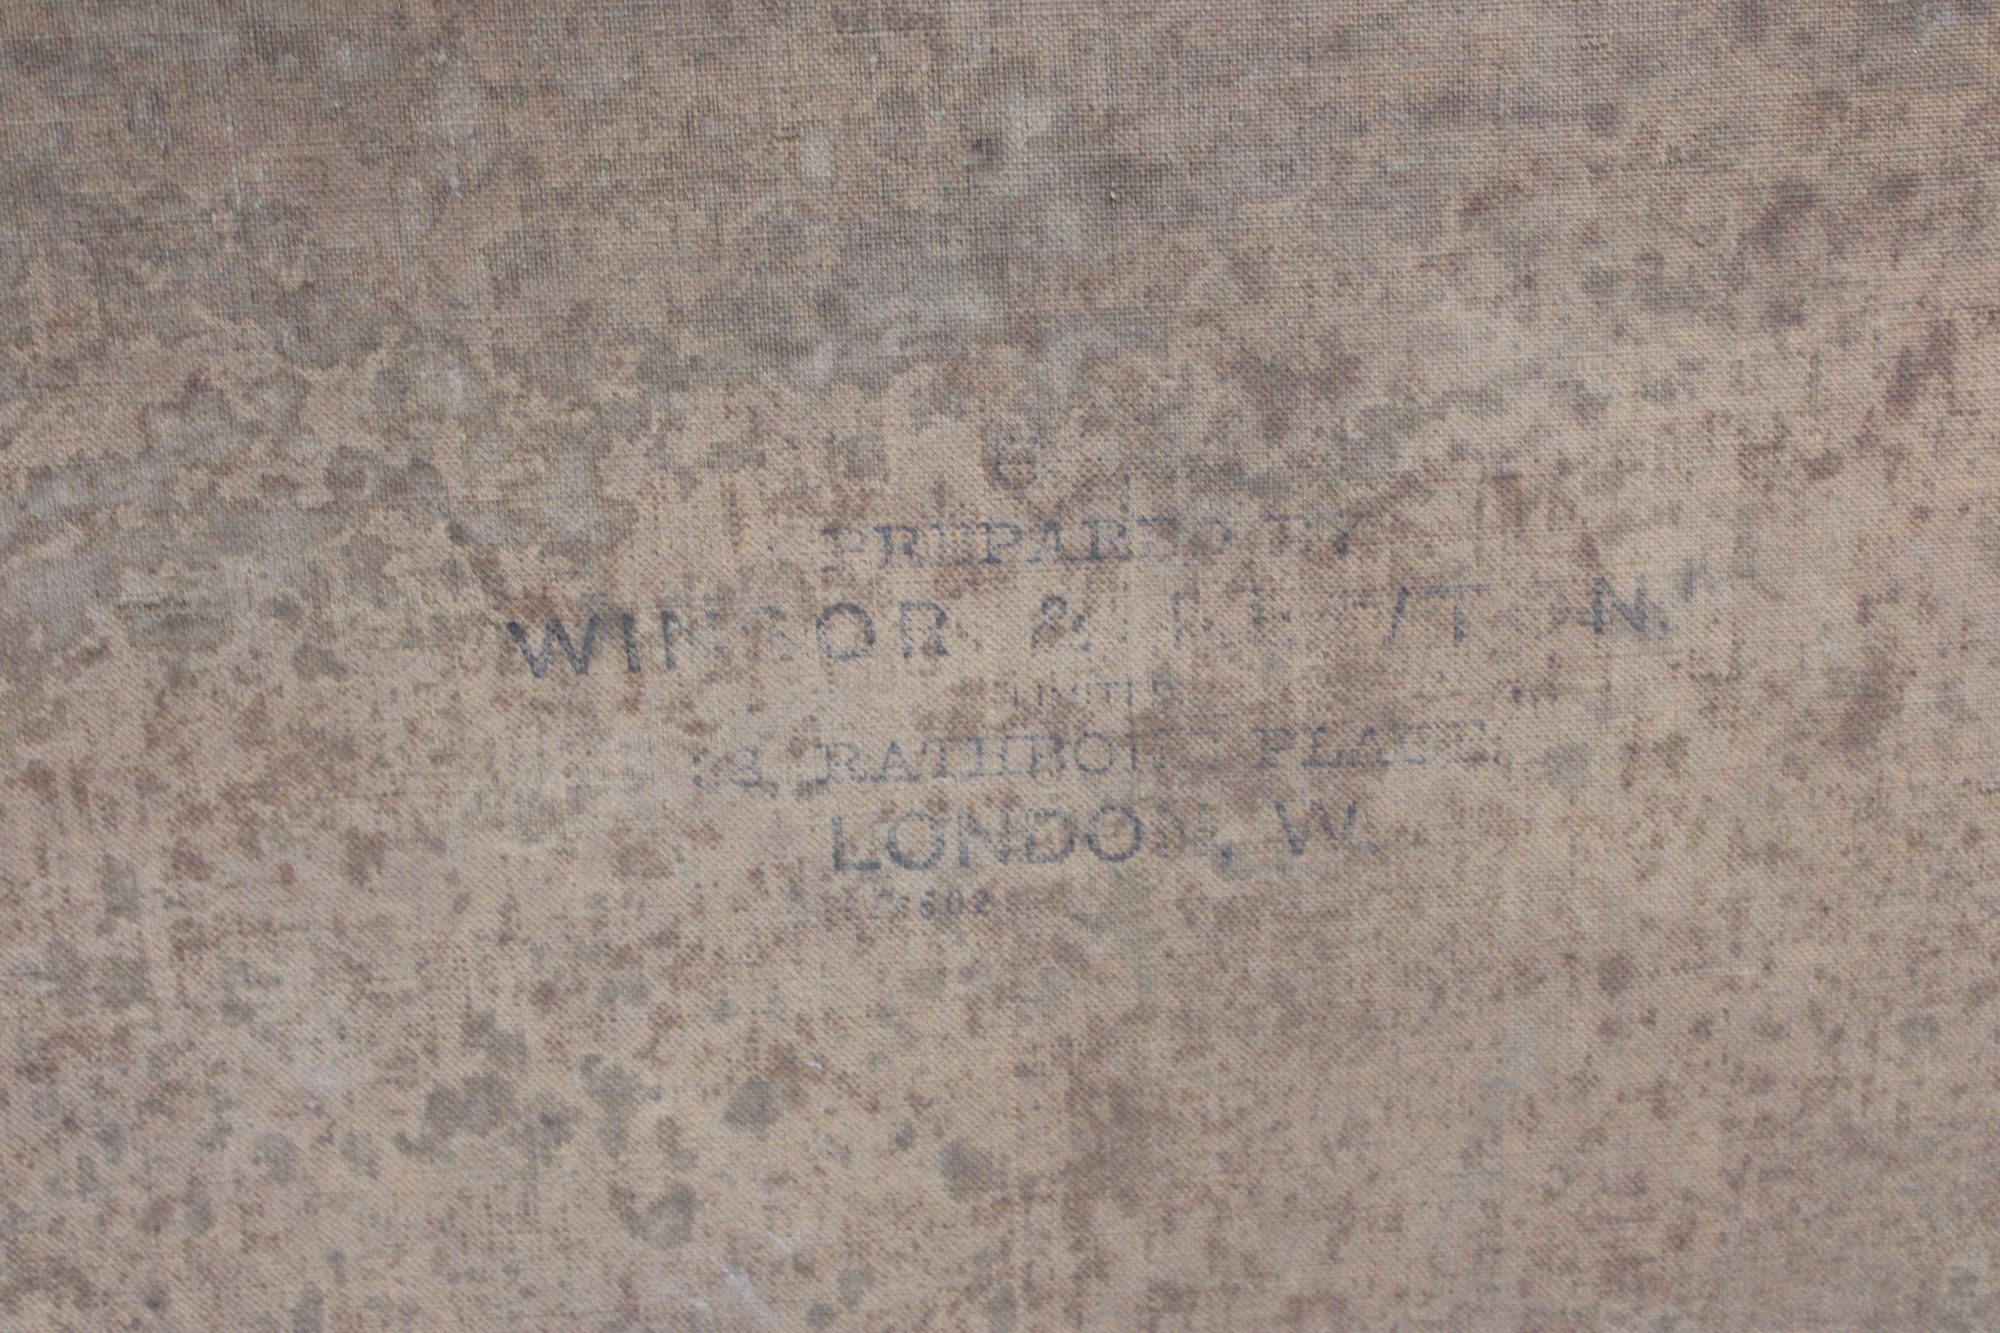 PREPARED BY
WINSOR & NEWTON,
LIMITED
38, RATHBONE PLACE,
LONDON, W.